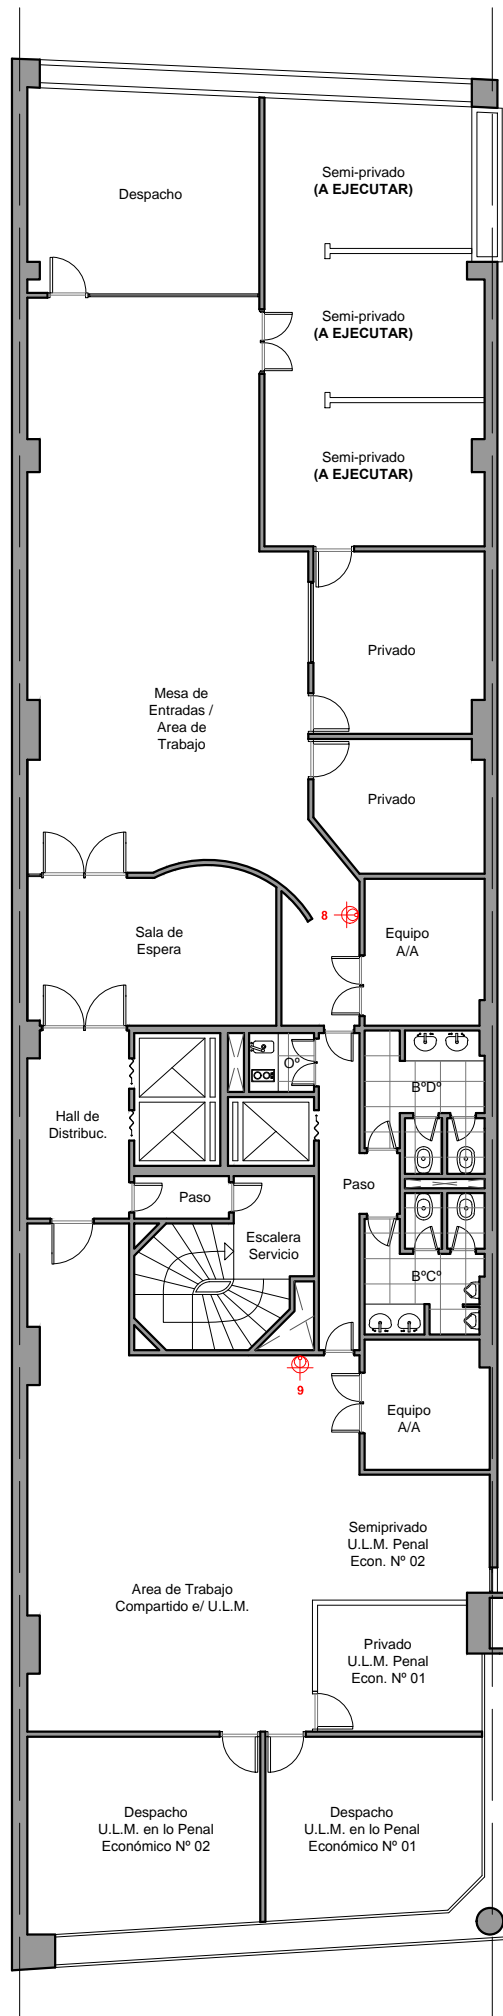 Despacho
Semi-privado
(A EJECUTAR)
Semi-privado
(A EJECUTAR)
Semi-privado
(A EJECUTAR)
Privado
Mesa de
Entradas /
Area de
Trabajo
Privado
8
Sala de
Espera
Equipo
A/A
Oº
BºDº
Hall de
Distribuc.
Paso
Paso
Escalera
Servicio
BºCº
9
Equipo
A/A
Semiprivado
U.L.M. Penal
Econ. Nº 02
Area de Trabajo
Compartido e/ U.L.M.
Privado
U.L.M. Penal
Econ. Nº 01
Despacho
U.L.M. en lo Penal
Económico Nº 02
Despacho
U.L.M. en lo Penal
Económico Nº 01